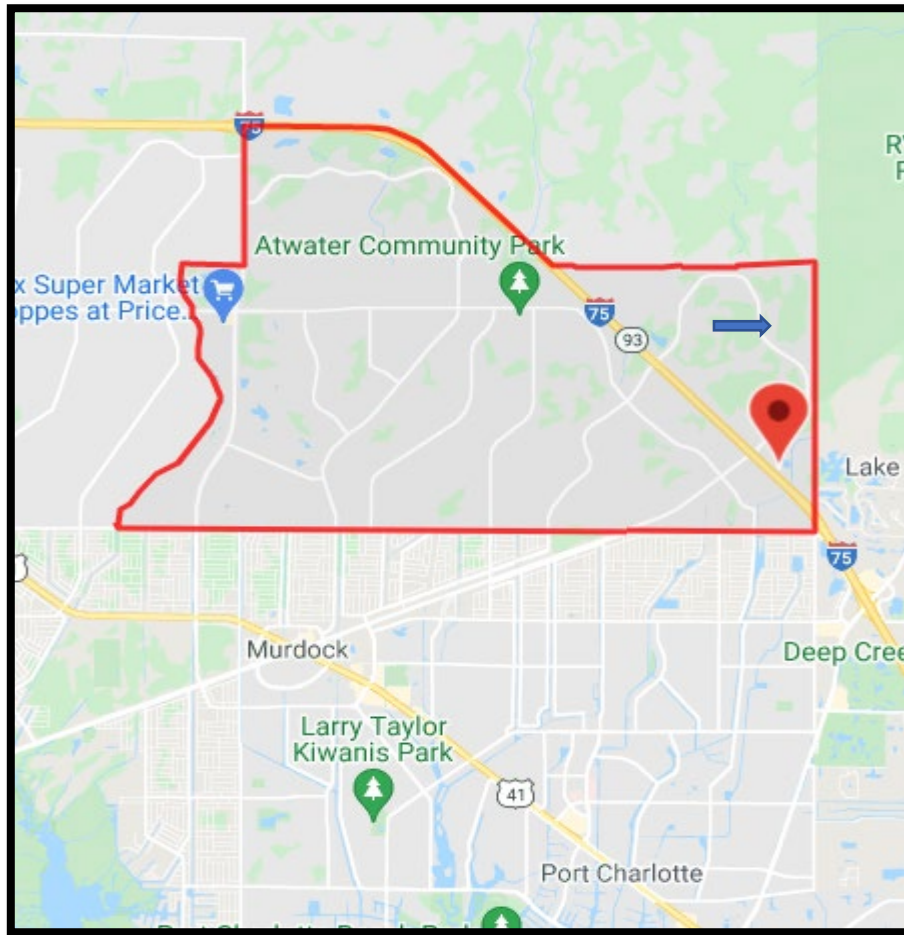 75
Atwater Community Park
x Super Market
oppes at Price...
75
93
Lake
75
Murdock
Deep Cree
Larry Taylor
Kiwanis Park
41
Port Charlotte